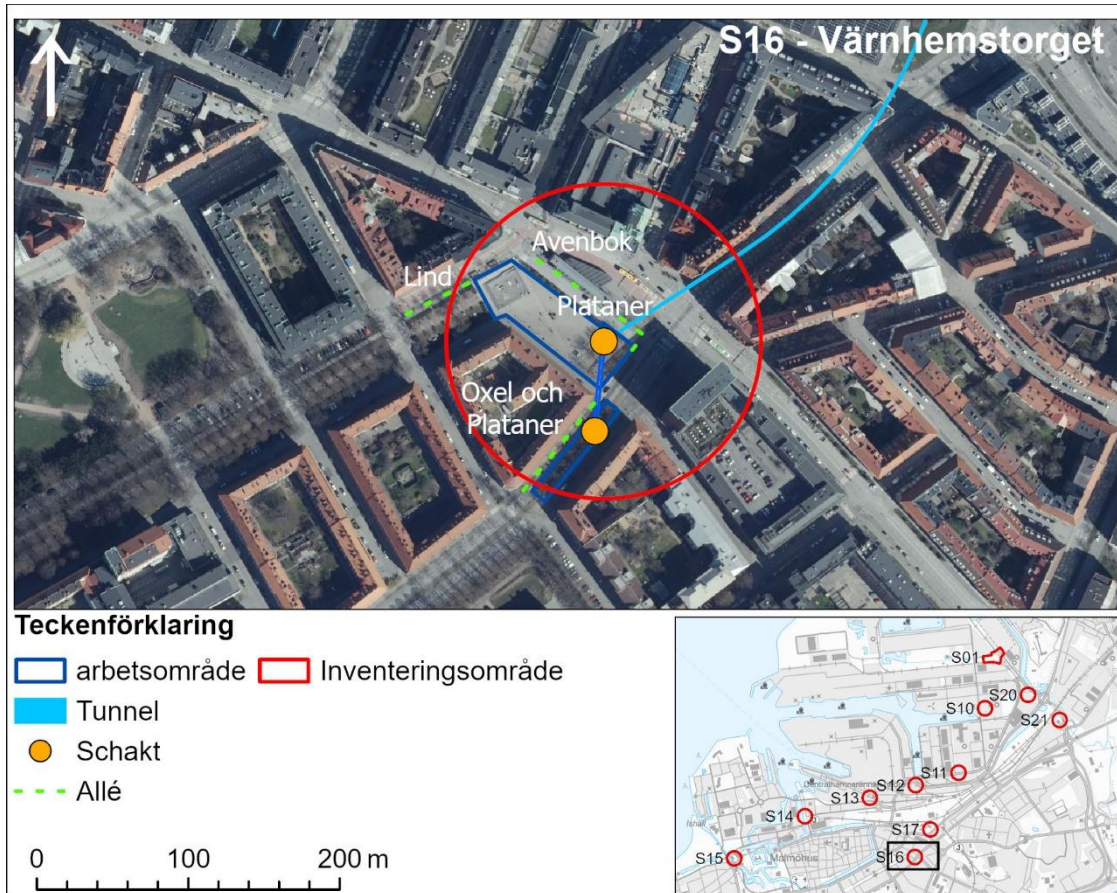 S16 - Värnhemstorget
Avenbok
Lind
Plataner
Oxel och
Plataner
Teckenförklaring
arbetsområde
Inventeringsområde
Tunnel
Schakt
Allé
0 100 200 m
S01
S20
S10
S21
S11
S12
S13
S14
S17
S15
Malmöhus
S16